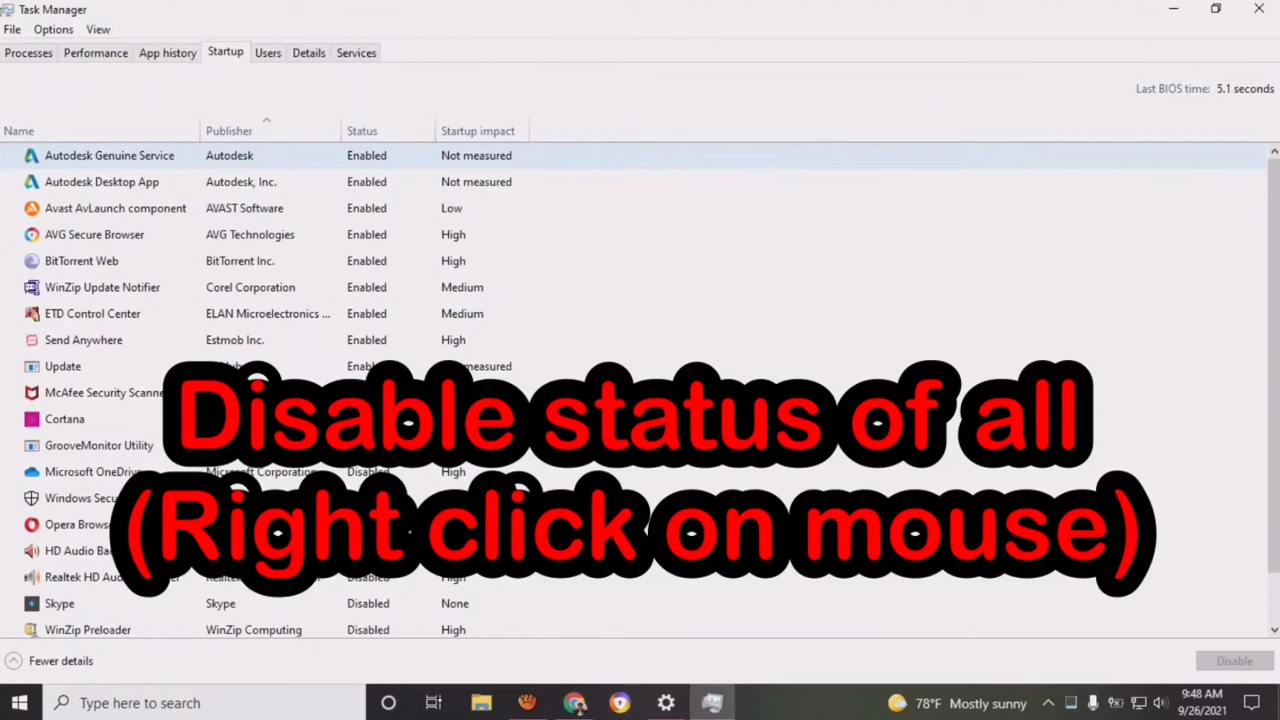 Task Manager
File Options View
Processes Performance App history Startup Users Details Services
Last BIOS time: 5.1 seconds
Name Publisher Status Startup impact
Autodesk Genuine Service Autodesk Enabled Not measured
Autodesk Desktop App Autodesk, Inc. Enabled Not measured
Avast AvLaunch component AVAST Software Enabled Low
AVG Secure Browser AVG Technologies Enabled High
BitTorrent Web BitTorrent Inc. Enabled High
WinZip Update Notifier Corel Corporation Enabled Medium
ETD Control Center ELAN Microelectronics ... Enabled Medium
Send Anywhere Estmob Inc. Enabled High
Update measured
McAfee Security Scanne
Disable status of all
Cortana
GrooveMonitor Utility
Microsoft OneDriv Microsoft Corporation Disabled High
Windows Secu
(Right click on mouse)
Opera Brows
HD Audio Ba
Realtek HD Au Disabled
Skype Skype Disabled None
WinZip Preloader WinZip Computing Disabled High
Fewer details Disable
Type here to search 78°F Mostly sunny 9:48 AM
9/26/2021